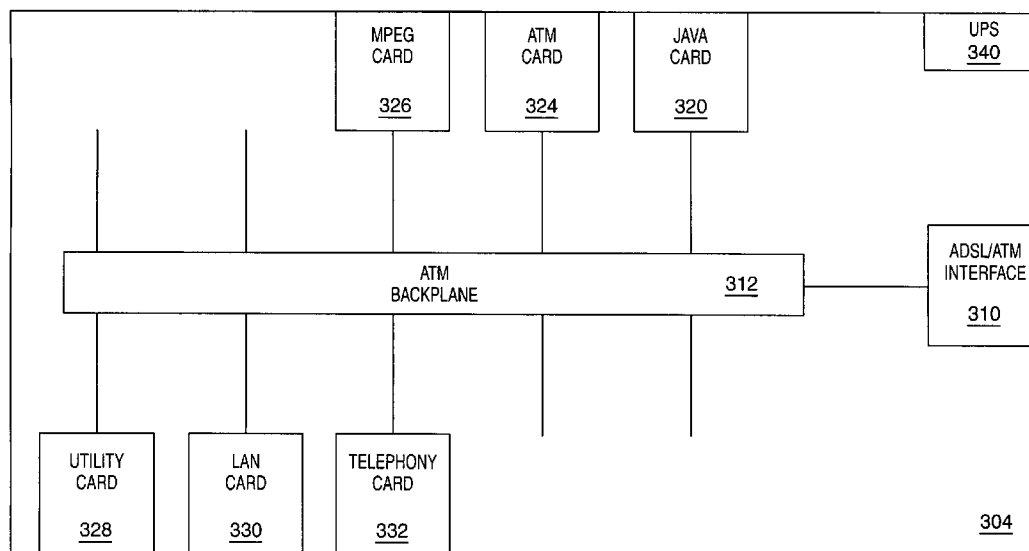 MPEG
CARD
326
ATM
CARD
324
JAVA
CARD
320
UPS
340
ATM
BACKPLANE
312
ADSL/ATM
INTERFACE
310
UTILITY
CARD
328
LAN
CARD
330
TELEPHONY
CARD
332
304